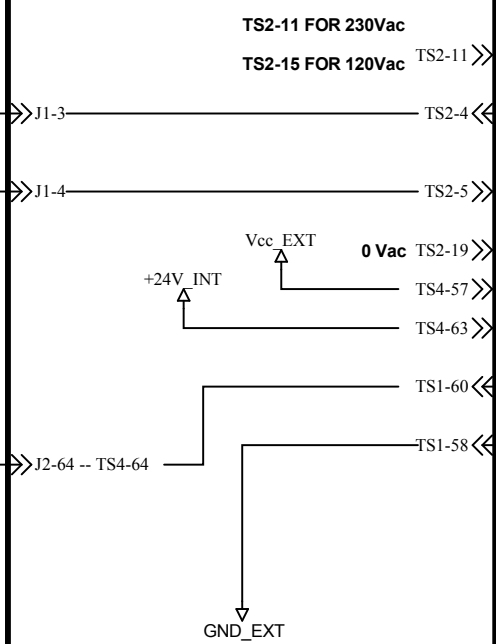 TS2-11 FOR 230Vac
TS2-15 FOR 120Vac TS2-11
J1-3 TS2-4
J1-4 TS2-5
Vcc_EXT
0 Vac TS2-19
+24V_INT
TS4-57
TS4-63
TS1-60
TS1-58
J2-64 -- TS4-64
GND_EXT